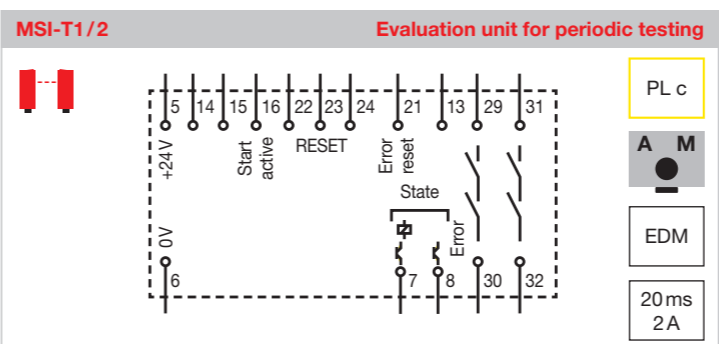 MSI-T1/2 Evaluation unit for periodic testing
5 14 15 16 22 23 24 21 13 29 31
+24V Start active RESET Error reset
State
0V Error
6 7 8 30 32
PL c
A M
EDM
20 ms
2 A